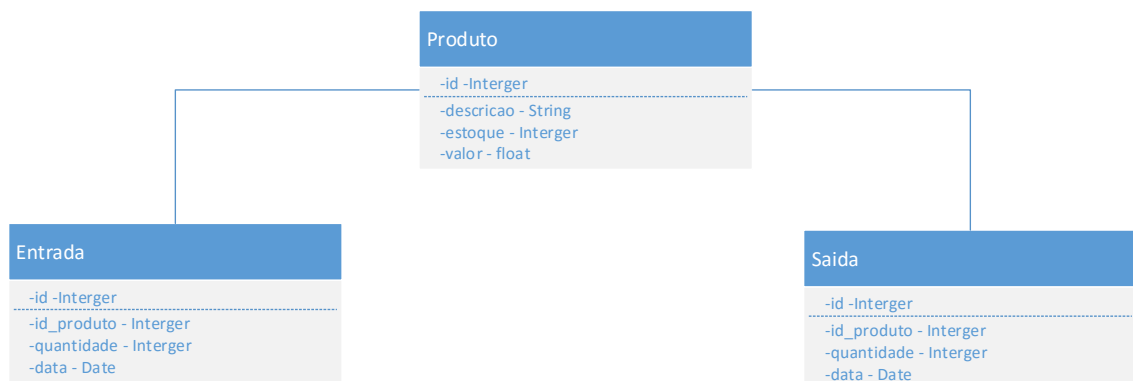 Produto
-id -Interger
-descricao - String
-estoque - Interger
-valor - float
Entrada
-id -Interger
-id_produto - Interger
-quantidade - Interger
-data - Date
Saida
-id -Interger
-id_produto - Interger
-quantidade - Interger
-data - Date